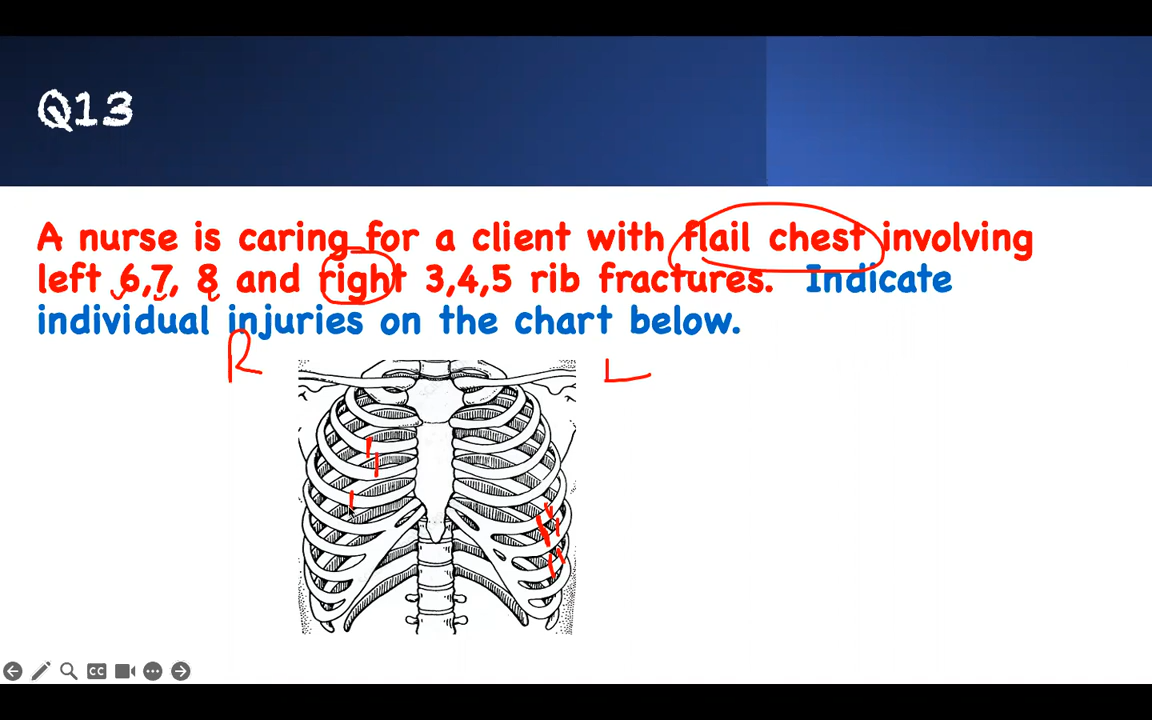 Q13
A nurse is caring for a client with flail chest involving
left 6,7, 8 and right 3,4,5 rib fractures. Indicate
individual injuries on the chart below.
R L
CC